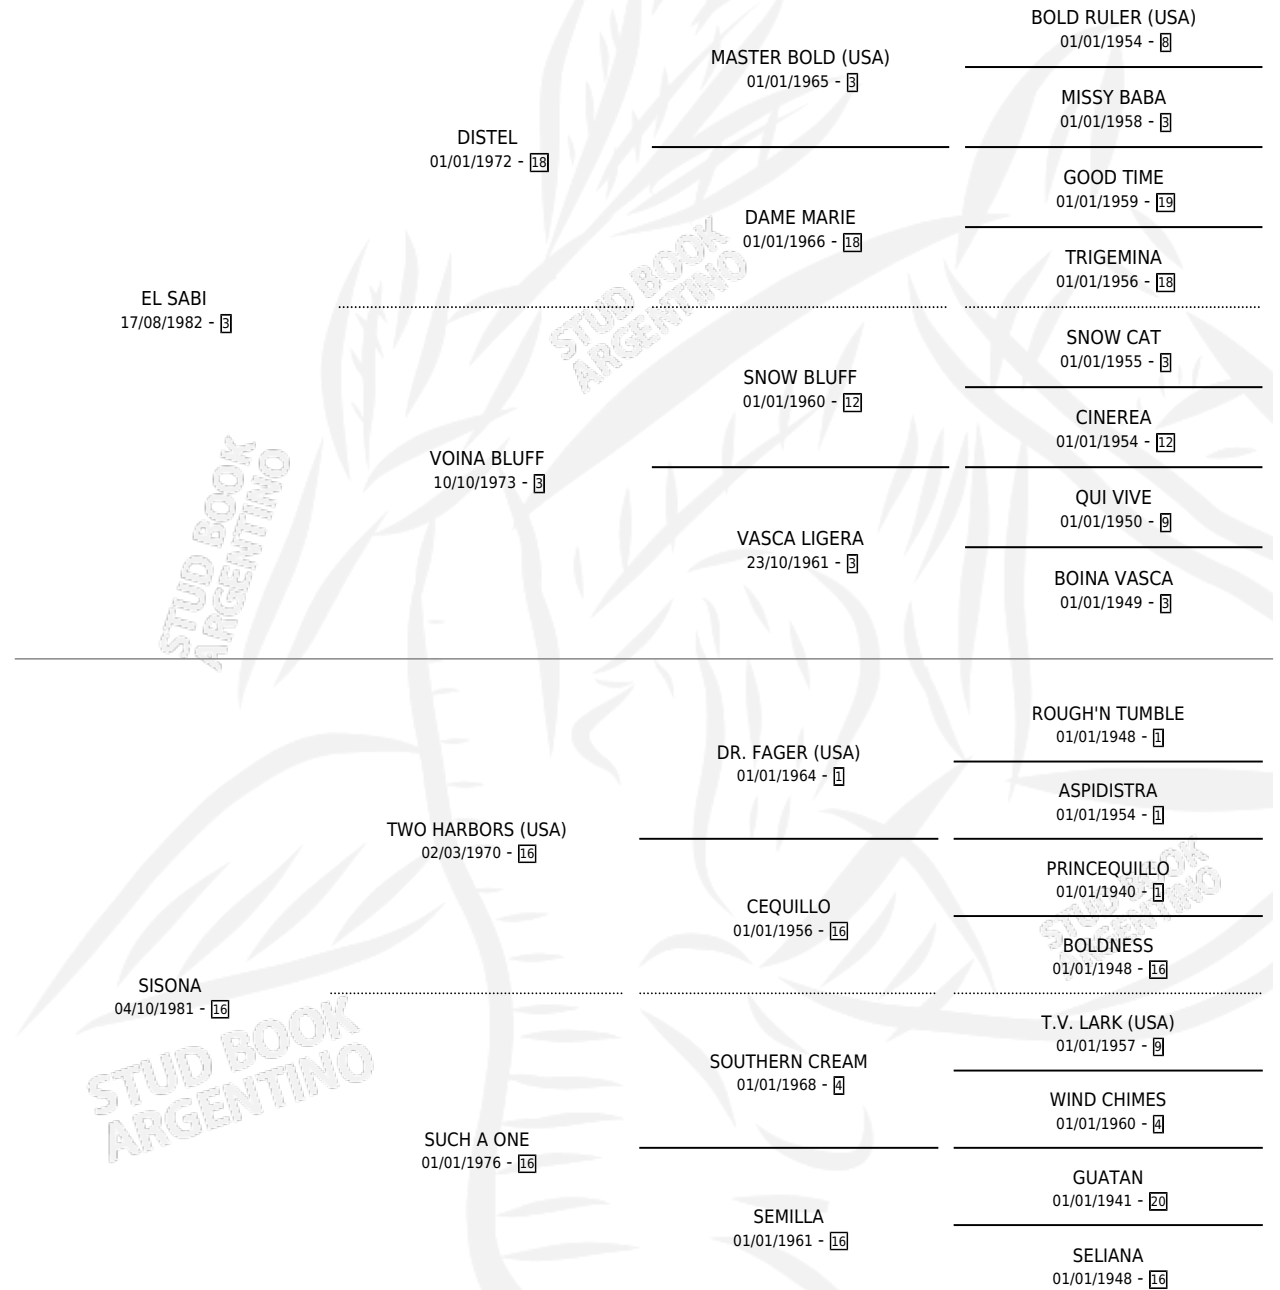 BOLD RULER (USA)
01/01/1954 - 8
MASTER BOLD (USA)
01/01/1965 - 3
MISSY BABA
01/01/1958 - 3
DISTEL
01/01/1972 - 18
GOOD TIME
01/01/1959 - 19
DAME MARIE
01/01/1966 - 18
TRIGEMINA
01/01/1956 - 18
EL SABI
17/08/1982 - 3
STUD BOOK
ARGENTINO
SNOW CAT
01/01/1955 - 3
SNOW BLUFF
01/01/1960 - 12
CINEREA
01/01/1954 - 12
VOINA BLUFF
10/10/1973 - 3
QUI VIVE
01/01/1950 - 9
VASCA LIGERA
23/10/1961 - 3
BOINA VASCA
01/01/1949 - 3
STUD BOOK
ARGENTINO
ROUGH'N TUMBLE
01/01/1948 - 1
DR. FAGER (USA)
01/01/1964 - 1
ASPIDISTRA
01/01/1954 - 1
TWO HARBORS (USA)
02/03/1970 - 16
PRINCEQUILLO
01/01/1940 - 1
CEQUILLO
01/01/1956 - 16
STUD BOOK
ARGENTINO
BOLDNESS
01/01/1948 - 16
SISONA
04/10/1981 - 16
T.V. LARK (USA)
01/01/1957 - 9
SOUTHERN CREAM
01/01/1968 - 4
STUD BOOK
ARGENTINO
WIND CHIMES
01/01/1960 - 4
SUCH A ONE
01/01/1976 - 16
GUATAN
01/01/1941 - 20
SEMILLA
01/01/1961 - 16
SELIANA
01/01/1948 - 16